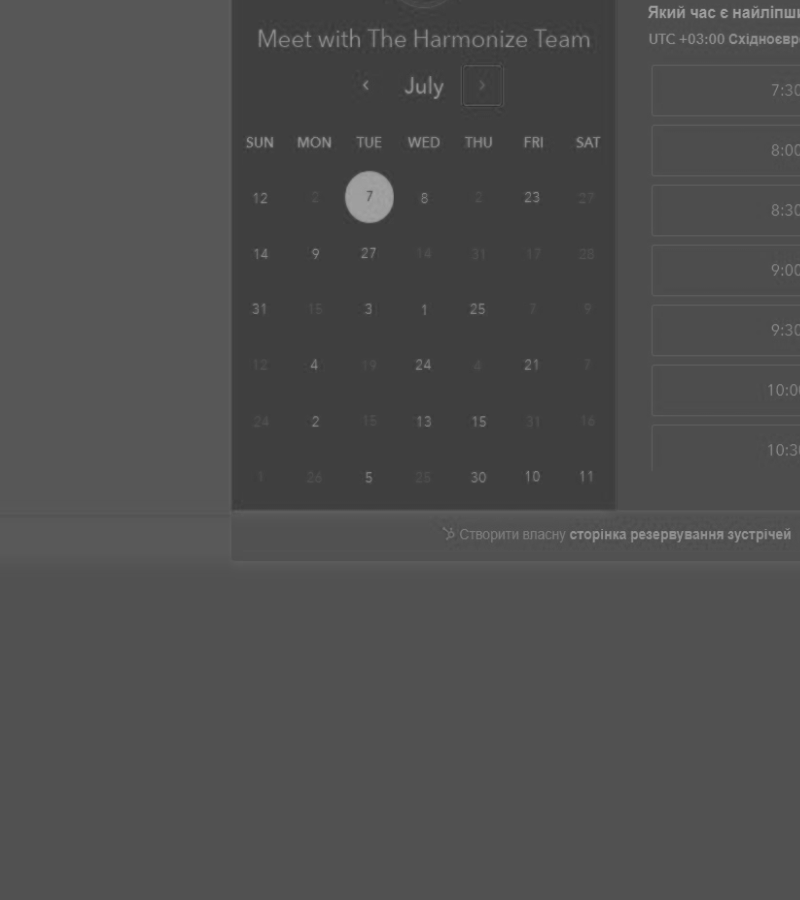 Meet with The Harmonize Team
July
SUN MON TUE WED THU FRI SAT
12 2 7 8 2 23 27
14 9 27 14 31 17 28
31 15 3 1 25 7 9
12 4 19 24 4 21 7
24 2 15 13 15 31 16
1 26 5 25 30 10 11
Який час є найліпши
UTC +03:00 Східноєвр
7:30
8:00
8:30
9:00
9:30
10:00
10:30
Створити власну сторінка резервування зустрічей